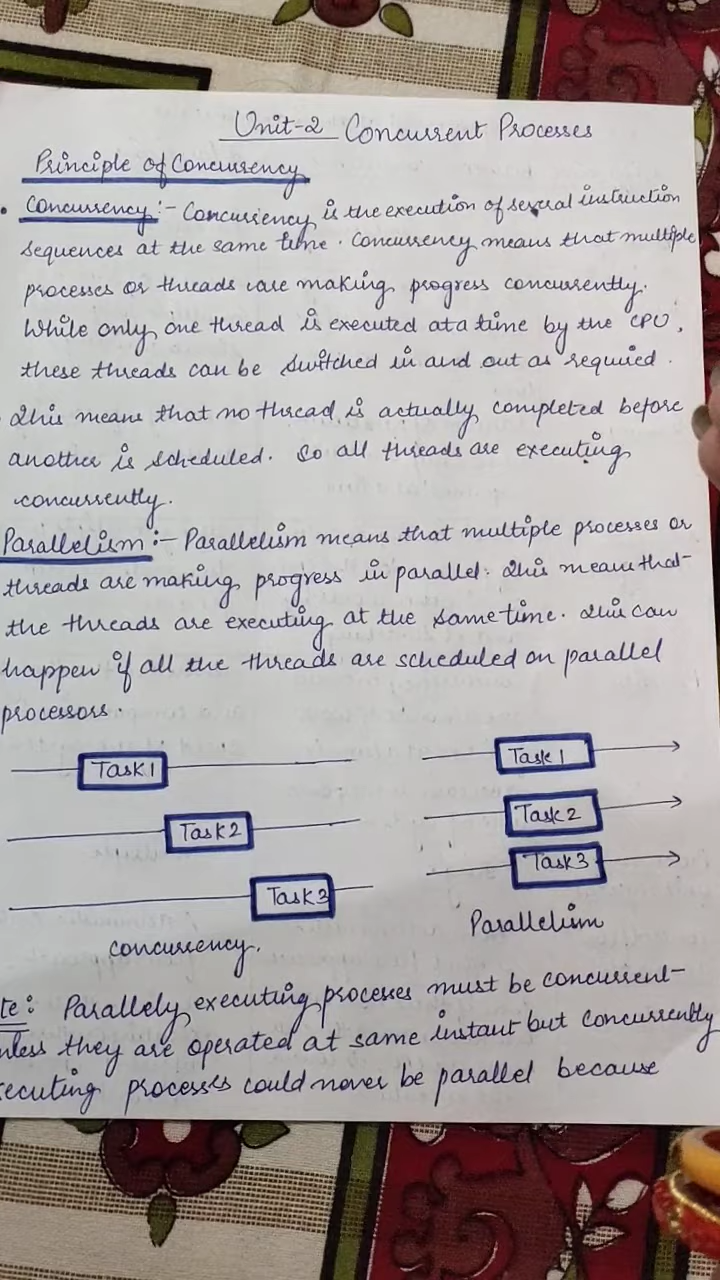 Unit-2 Concurrent Processes
Principle of Concurrency
• Concurrency :- Concurrency is the execution of several instruction
sequences at the same time. Concurrency means that multiple
processes or threads are making progress concurrently.
While only one thread is executed at a time by the CPU,
these threads can be switched in and out as required.
This means that no thread is actually completed before
another is scheduled. So all threads are executing
concurrently.
Parallelism :- Parallelism means that multiple processes or
threads are making progress in parallel. This means that
the threads are executing at the same time. This can
happen if all the threads are scheduled on parallel
processors.
Task1
Task2
Task3
concurrency.
Task1
Task2
Task3
Parallelism
te: Parallely executing processes must be concurrent
nless they are operated at same instant but concurrently
ecuting processes could never be parallel because